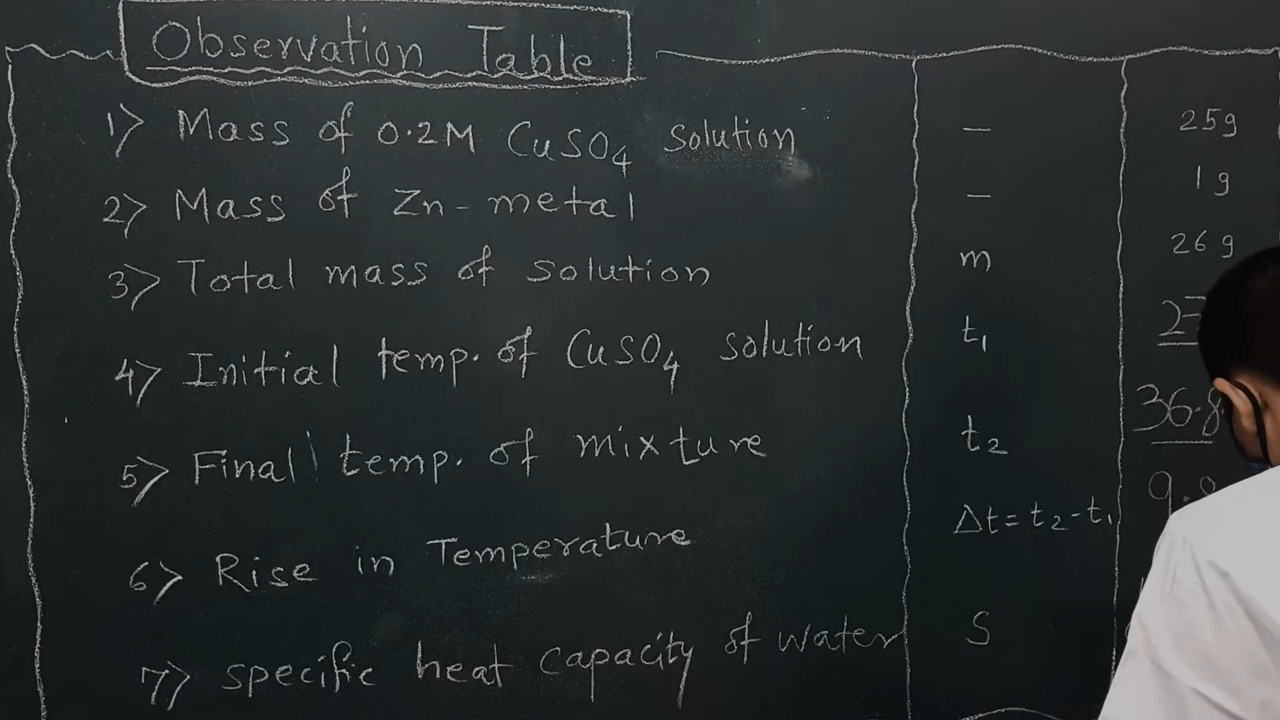 Observation Table
1) Mass of 0.2M CuSO4 solution — 25g
2) Mass of Zn-metal — 1g
3) Total mass of solution m 26g
4) Initial temp. of CuSO4 solution t1
5) Final temp. of mixture t2 36.8
6) Rise in Temperature Δt = t2 - t1
7) specific heat capacity of water S